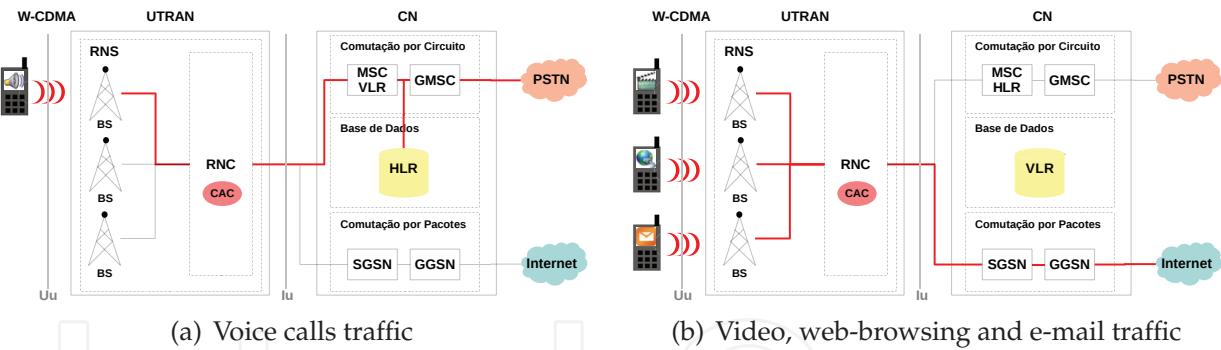 W-CDMA UTRAN CN
RNS
Comutação por Circuito
MSC
VLR
GMSC
PSTN
BS
Base de Dados
RNC
HLR
CAC
BS
Comutação por Pacotes
SGSN
GGSN
Internet
BS
Uu
Iu
(a) Voice calls traffic
W-CDMA UTRAN CN
RNS
Comutação por Circuito
MSC
HLR
GMSC
PSTN
BS
Base de Dados
RNC
VLR
CAC
BS
Comutação por Pacotes
SGSN
GGSN
Internet
BS
Uu
Iu
(b) Video, web-browsing and e-mail traffic